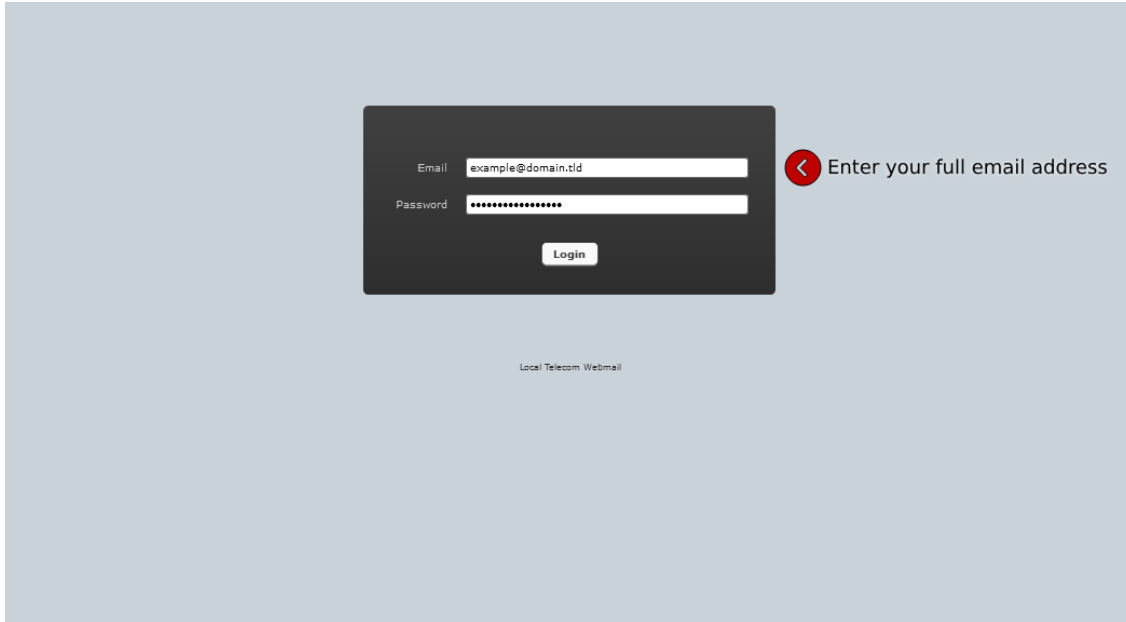 Email example@domain.tld
Enter your full email address
Password •••••••••••••••••
Login
Local Telecom Webmail